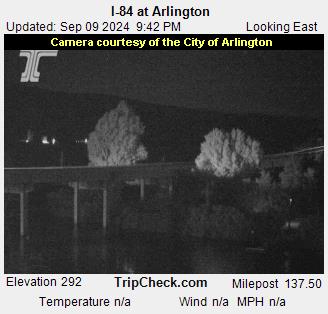 I-84 at Arlington
Updated: Sep 09 2024 9:42 PM Looking East
Camera courtesy of the City of Arlington
Elevation 292 TripCheck.com Milepost 137.50
Temperature n/a Wind n/a MPH n/a